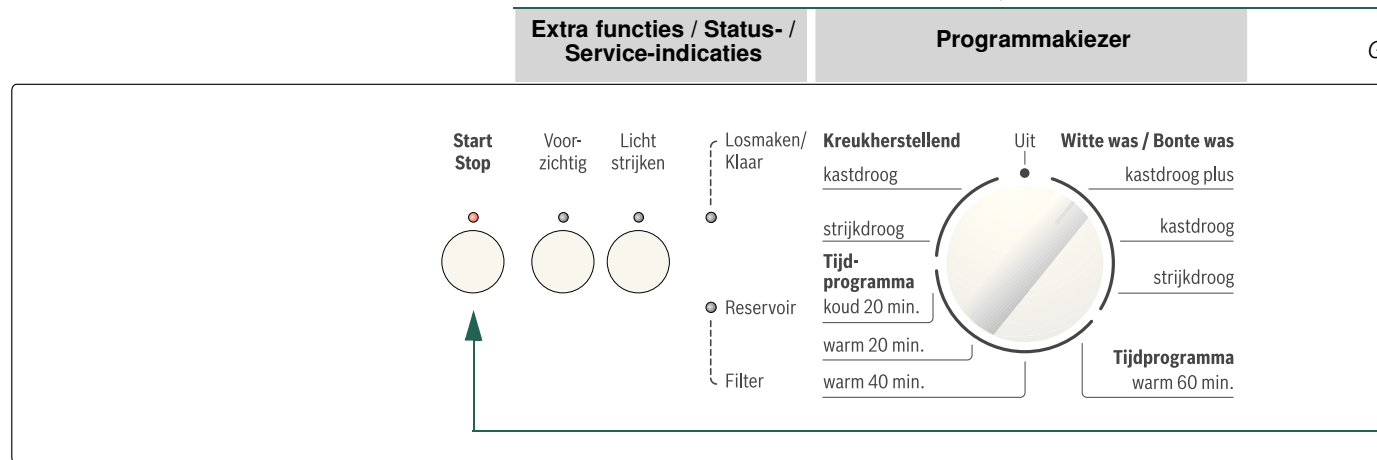 Extra functies / Status- /
Service-indicaties
Programmakiezer
G
Start
Stop
Voor-
zichtig
Licht
strijken
Losmaken/
Klaar
Reservoir
Filter
Kreukherstellend
kastdroog
strijkdroog
Tijd-
programma
koud 20 min.
warm 20 min.
warm 40 min.
Uit
Witte was / Bonte was
kastdroog plus
kastdroog
strijkdroog
Tijdprogramma
warm 60 min.